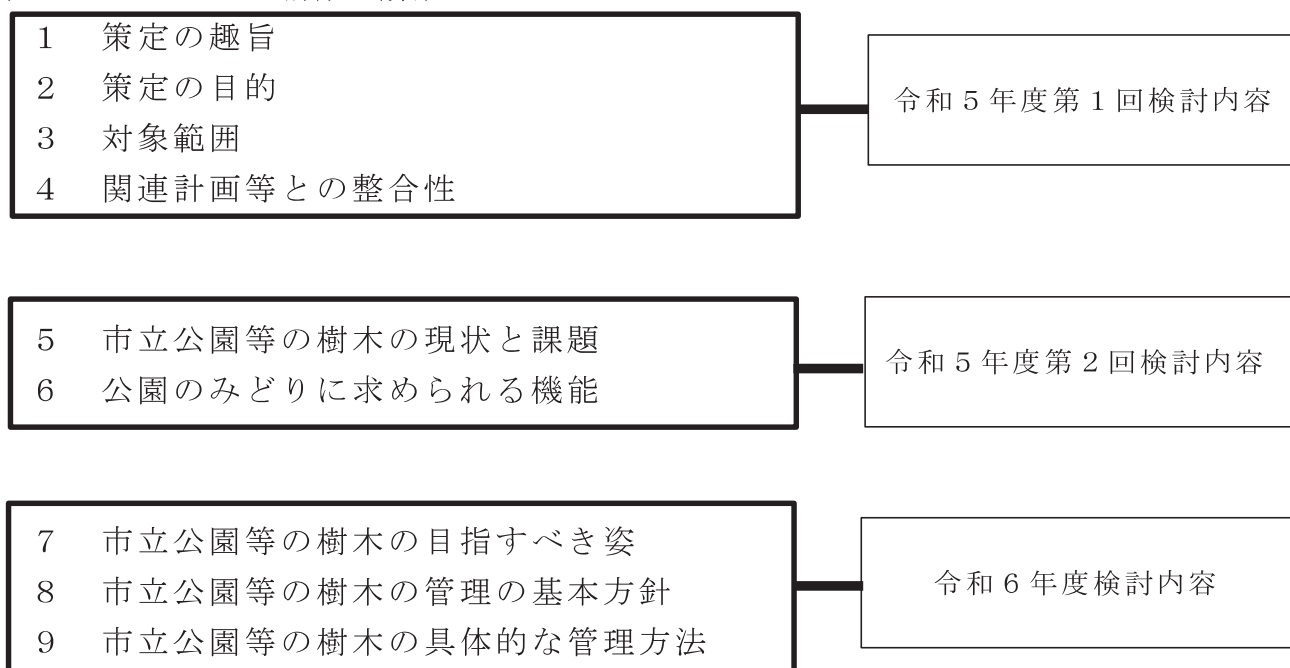 1 策定の趣旨
2 策定の目的
3 対象範囲
4 関連計画等との整合性
令和5年度第1回検討内容
5 市立公園等の樹木の現状と課題
6 公園のみどりに求められる機能
令和5年度第2回検討内容
7 市立公園等の樹木の目指すべき姿
8 市立公園等の樹木の管理の基本方針
9 市立公園等の樹木の具体的な管理方法
令和6年度検討内容